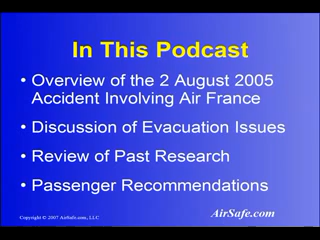 In This Podcast
• Overview of the 2 August 2005
Accident Involving Air France
• Discussion of Evacuation Issues
• Review of Past Research
• Passenger Recommendations
Copyright © 2007 AirSafe.com, LLC
AirSafe.com